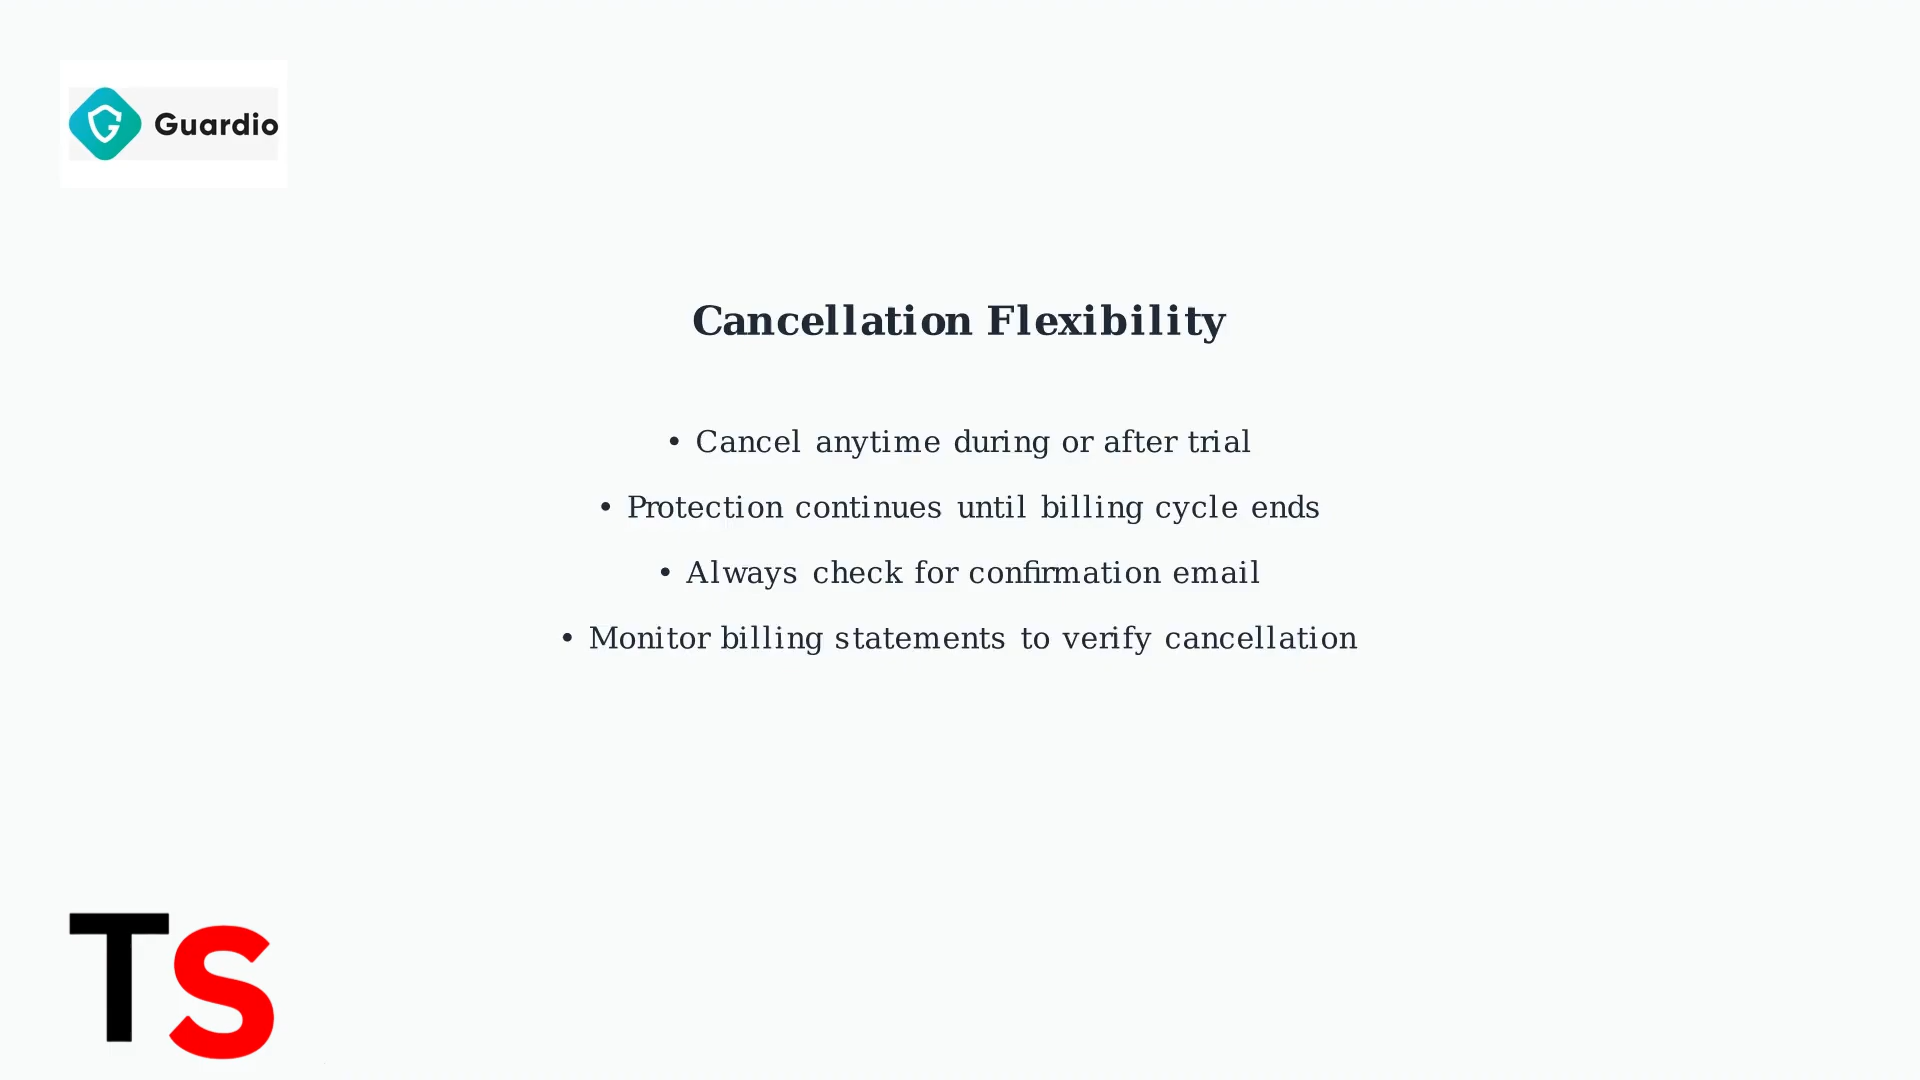 Guardio
Cancellation Flexibility
• Cancel anytime during or after trial
• Protection continues until billing cycle ends
• Always check for confirmation email
• Monitor billing statements to verify cancellation
TS